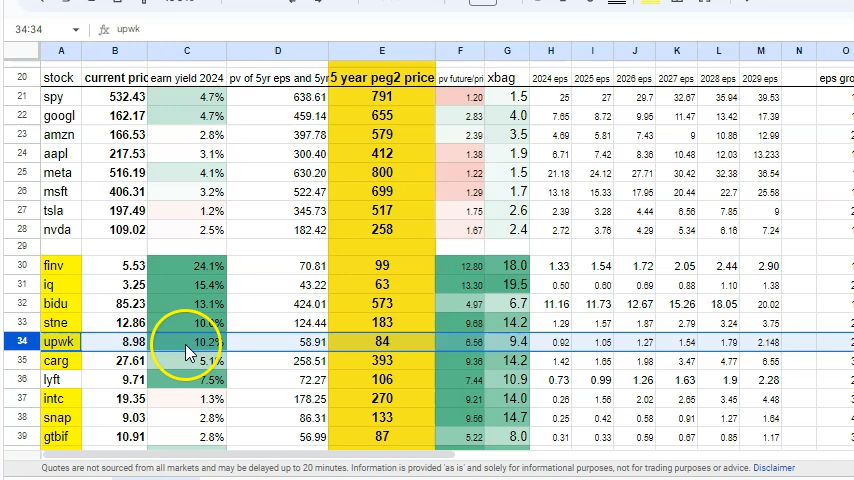 34:34 fx upwk
A B C D E F G H I J K L M N O
20 stock current pric earn yield 2024 pv of 5yr eps and 5yr 5 year peg2 price pv future/pri xbag 2024 eps 2025 eps 2026 eps 2027 eps 2028 eps 2029 eps eps gro
21 spy 532.43 4.7% 638.61 791 1.20 1.5 25 27 29.7 32.67 35.94 39.53
22 googl 162.17 4.7% 459.14 655 2.83 4.0 7.65 8.72 9.95 11.47 13.42 17.39
23 amzn 166.53 2.8% 397.78 579 2.39 3.5 4.69 5.81 7.43 9 10.86 12.99
24 aapl 217.53 3.1% 300.40 412 1.38 1.9 6.71 7.42 8.36 10.48 12.03 13.233
25 meta 516.19 4.1% 630.20 800 1.22 1.5 21.18 24.12 27.71 30.42 32.38 36.54
26 msft 406.31 3.2% 522.47 699 1.29 1.7 13.18 15.33 17.95 20.44 22.7 25.58
27 tsla 197.49 1.2% 345.73 517 1.75 2.6 2.39 3.28 4.44 6.56 7.85 9
28 nvda 109.02 2.5% 182.42 258 1.67 2.4 2.72 3.76 4.29 5.34 6.16 7.24
29
30 finv 5.53 24.1% 70.81 99 12.80 18.0 1.33 1.54 1.72 2.05 2.44 2.90
31 iq 3.25 15.4% 43.22 63 13.30 19.5 0.50 0.60 0.69 0.88 1.10 1.38
32 bidu 85.23 13.1% 424.01 573 4.97 6.7 11.16 11.73 12.67 15.26 18.05 20.02
33 stne 12.86 124.44 183 9.68 14.2 1.29 1.57 1.87 2.79 3.24 3.75
34 upwk 8.98 10.2% 58.91 84 6.56 9.4 0.92 1.05 1.27 1.54 1.79 2.148
35 carg 27.61 5.1% 258.51 393 9.36 14.2 1.42 1.65 1.98 3.47 4.77 6.55
36 lyft 9.71 7.5% 72.27 106 7.44 10.9 0.73 0.99 1.26 1.63 1.9 2.28
37 intc 19.35 1.3% 178.25 270 9.21 14.0 0.26 1.56 2.02 2.65 3.45 4.48
38 snap 9.03 2.8% 86.31 133 9.56 14.7 0.25 0.42 0.58 0.91 1.27 1.64
39 gtbif 10.91 2.8% 56.99 87 5.22 8.0 0.31 0.33 0.59 0.67 0.85 1.17
Quotes are not sourced from all markets and may be delayed up to 20 minutes. Information is provided 'as is' and solely for informational purposes, not for trading purposes or advice. Disclaimer